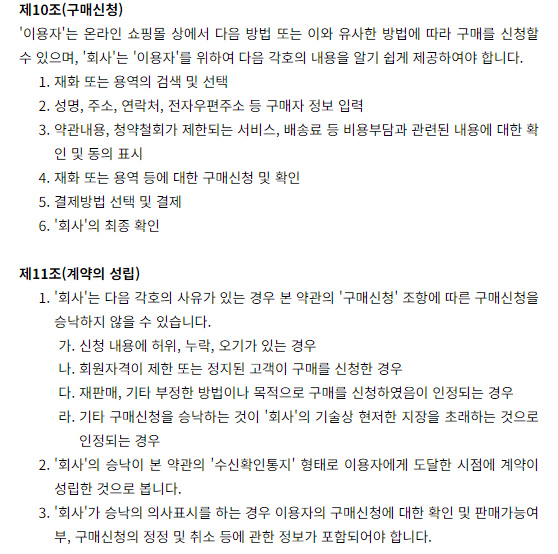 제10조(구매신청)
'이용자'는 온라인 쇼핑몰 상에서 다음 방법 또는 이와 유사한 방법에 따라 구매를 신청할
수 있으며, '회사'는 '이용자'를 위하여 다음 각호의 내용을 알기 쉽게 제공하여야 합니다.
1. 재화 또는 용역의 검색 및 선택
2. 성명, 주소, 연락처, 전자우편주소 등 구매자 정보 입력
3. 약관내용, 청약철회가 제한되는 서비스, 배송료 등 비용부담과 관련된 내용에 대한 확
인 및 동의 표시
4. 재화 또는 용역 등에 대한 구매신청 및 확인
5. 결제방법 선택 및 결제
6. '회사'의 최종 확인
제11조(계약의 성립)
1. '회사'는 다음 각호의 사유가 있는 경우 본 약관의 '구매신청' 조항에 따른 구매신청을
승낙하지 않을 수 있습니다.
가. 신청 내용에 허위, 누락, 오기가 있는 경우
나. 회원자격이 제한 또는 정지된 고객이 구매를 신청한 경우
다. 재판매, 기타 부정한 방법이나 목적으로 구매를 신청하였음이 인정되는 경우
라. 기타 구매신청을 승낙하는 것이 '회사'의 기술상 현저한 지장을 초래하는 것으로
인정되는 경우
2. '회사'의 승낙이 본 약관의 '수신확인통지' 형태로 이용자에게 도달한 시점에 계약이
성립한 것으로 봅니다.
3. '회사'가 승낙의 의사표시를 하는 경우 이용자의 구매신청에 대한 확인 및 판매가능여
부, 구매신청의 정정 및 취소 등에 관한 정보가 포함되어야 합니다.